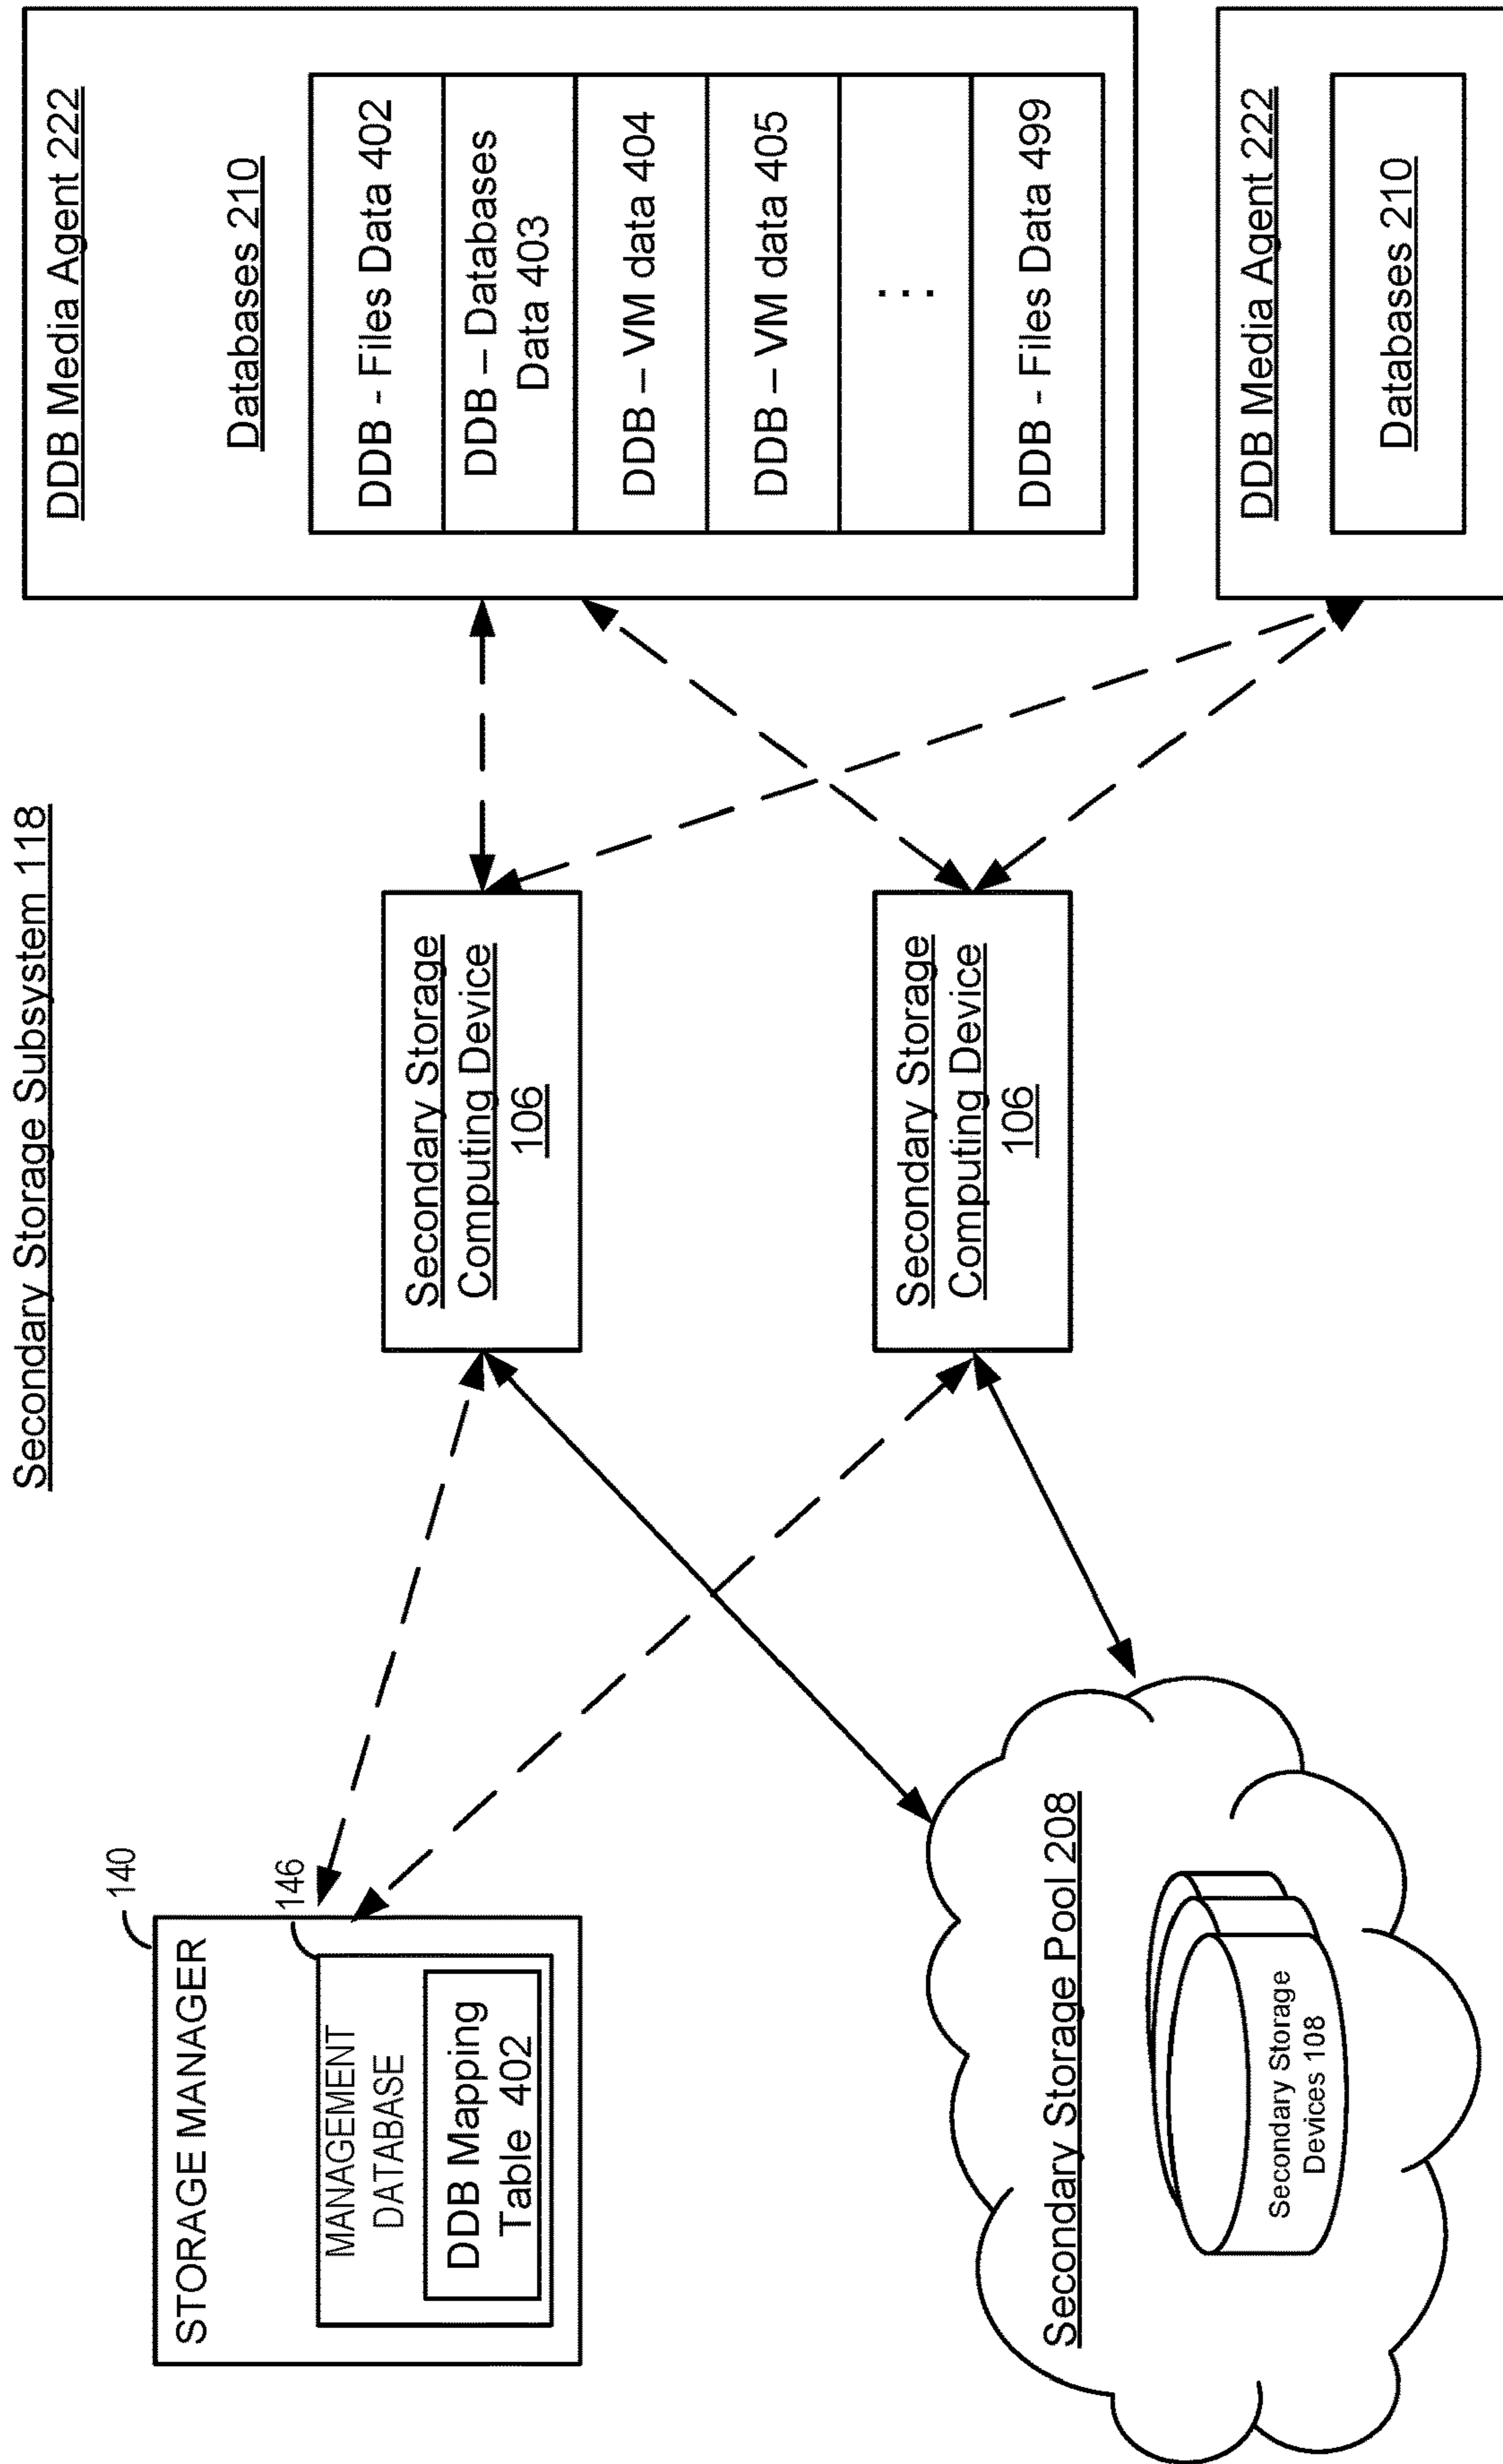 Secondary Storage Subsystem 118
140
STORAGE MANAGER
146
MANAGEMENT
DATABASE
DDB Mapping
Table 402
Secondary Storage Pool 208
Secondary Storage
Devices 108
Secondary Storage
Computing Device
106
Secondary Storage
Computing Device
106
DDB Media Agent 222
Databases 210
DDB - Files Data 402
DDB – Databases
Data 403
DDB – VM data 404
DDB – VM data 405
...
DDB - Files Data 499
DDB Media Agent 222
Databases 210